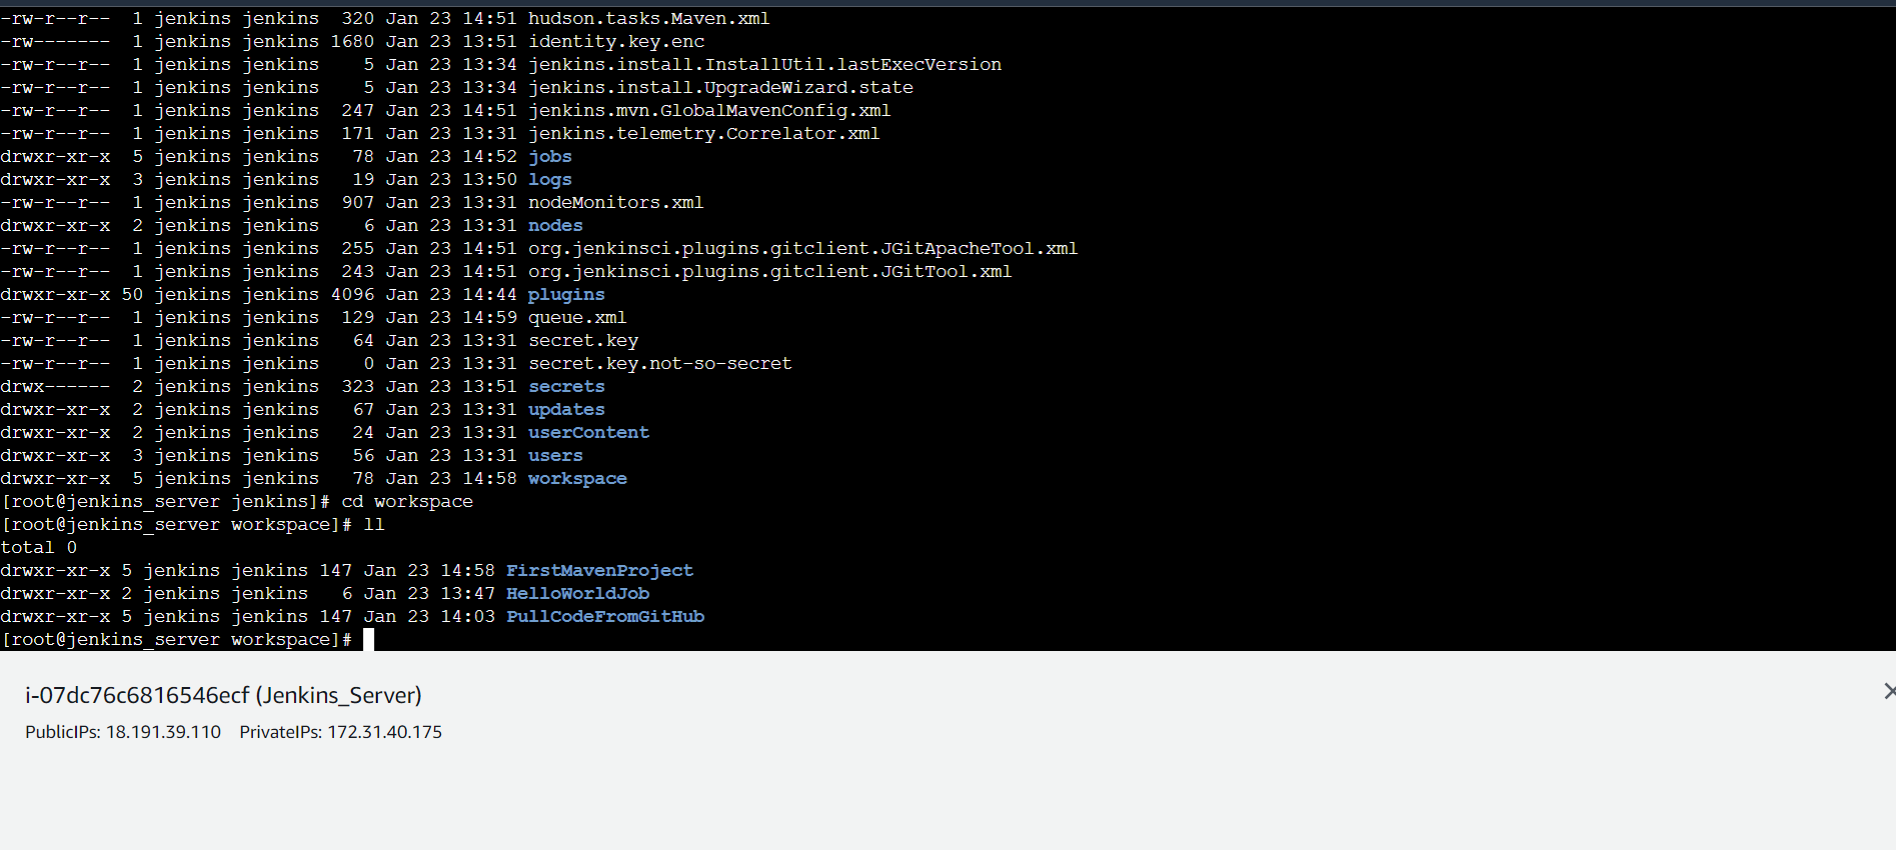 -rw-r--r--  1 jenkins jenkins  320 Jan 23 14:51 hudson.tasks.Maven.xml
-rw-------  1 jenkins jenkins 1680 Jan 23 13:51 identity.key.enc
-rw-r--r--  1 jenkins jenkins    5 Jan 23 13:34 jenkins.install.InstallUtil.lastExecVersion
-rw-r--r--  1 jenkins jenkins    5 Jan 23 13:34 jenkins.install.UpgradeWizard.state
-rw-r--r--  1 jenkins jenkins  247 Jan 23 14:51 jenkins.mvn.GlobalMavenConfig.xml
-rw-r--r--  1 jenkins jenkins  171 Jan 23 13:31 jenkins.telemetry.Correlator.xml
drwxr-xr-x  5 jenkins jenkins   78 Jan 23 14:52 jobs
drwxr-xr-x  3 jenkins jenkins   19 Jan 23 13:50 logs
-rw-r--r--  1 jenkins jenkins  907 Jan 23 13:31 nodeMonitors.xml
drwxr-xr-x  2 jenkins jenkins    6 Jan 23 13:31 nodes
-rw-r--r--  1 jenkins jenkins  255 Jan 23 14:51 org.jenkinsci.plugins.gitclient.JGitApacheTool.xml
-rw-r--r--  1 jenkins jenkins  243 Jan 23 14:51 org.jenkinsci.plugins.gitclient.JGitTool.xml
drwxr-xr-x 50 jenkins jenkins 4096 Jan 23 14:44 plugins
-rw-r--r--  1 jenkins jenkins  129 Jan 23 14:59 queue.xml
-rw-r--r--  1 jenkins jenkins   64 Jan 23 13:31 secret.key
-rw-r--r--  1 jenkins jenkins    0 Jan 23 13:31 secret.key.not-so-secret
drwx------  2 jenkins jenkins  323 Jan 23 13:51 secrets
drwxr-xr-x  2 jenkins jenkins   67 Jan 23 13:31 updates
drwxr-xr-x  2 jenkins jenkins   24 Jan 23 13:31 userContent
drwxr-xr-x  3 jenkins jenkins   56 Jan 23 13:31 users
drwxr-xr-x  5 jenkins jenkins   78 Jan 23 14:58 workspace
[root@jenkins_server jenkins]# cd workspace
[root@jenkins_server workspace]# ll
total 0
drwxr-xr-x 5 jenkins jenkins 147 Jan 23 14:58 FirstMavenProject
drwxr-xr-x 2 jenkins jenkins   6 Jan 23 13:47 HelloWorldJob
drwxr-xr-x 5 jenkins jenkins 147 Jan 23 14:03 PullCodeFromGitHub
[root@jenkins_server workspace]#
i-07dc76c6816546ecf (Jenkins_Server)
PublicIPs: 18.191.39.110    PrivateIPs: 172.31.40.175